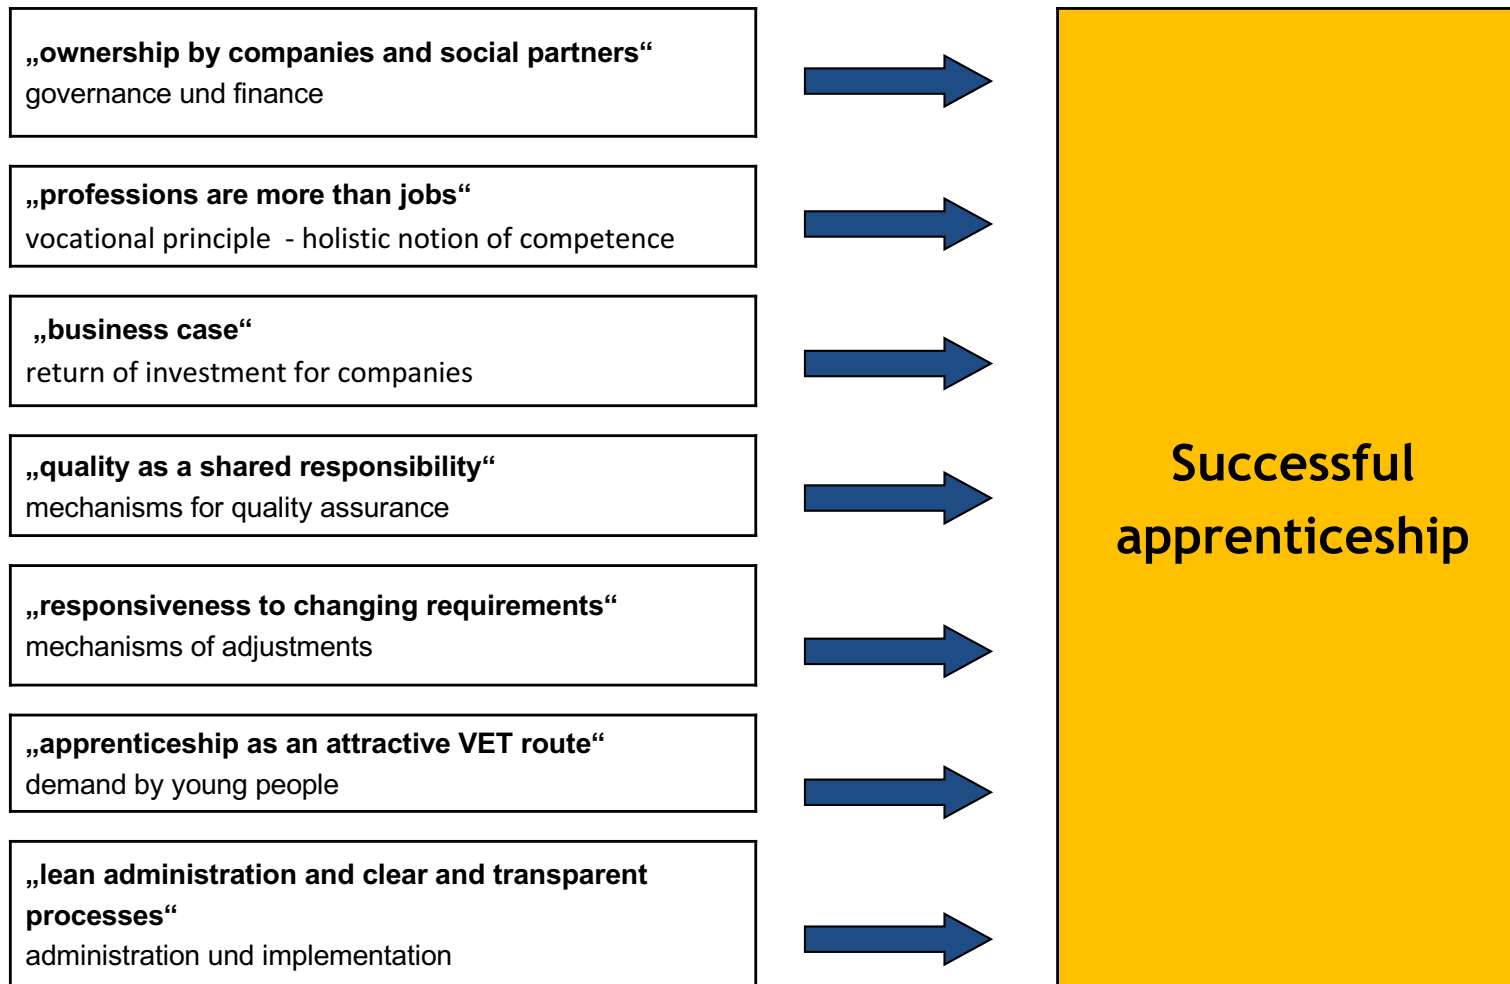 „ownership by companies and social partners“
governance und finance
„professions are more than jobs“
vocational principle - holistic notion of competence
„business case“
return of investment for companies
„quality as a shared responsibility“
mechanisms for quality assurance
„responsiveness to changing requirements“
mechanisms of adjustments
„apprenticeship as an attractive VET route“
demand by young people
„lean administration and clear and transparent
processes“
administration und implementation
Successful
apprenticeship